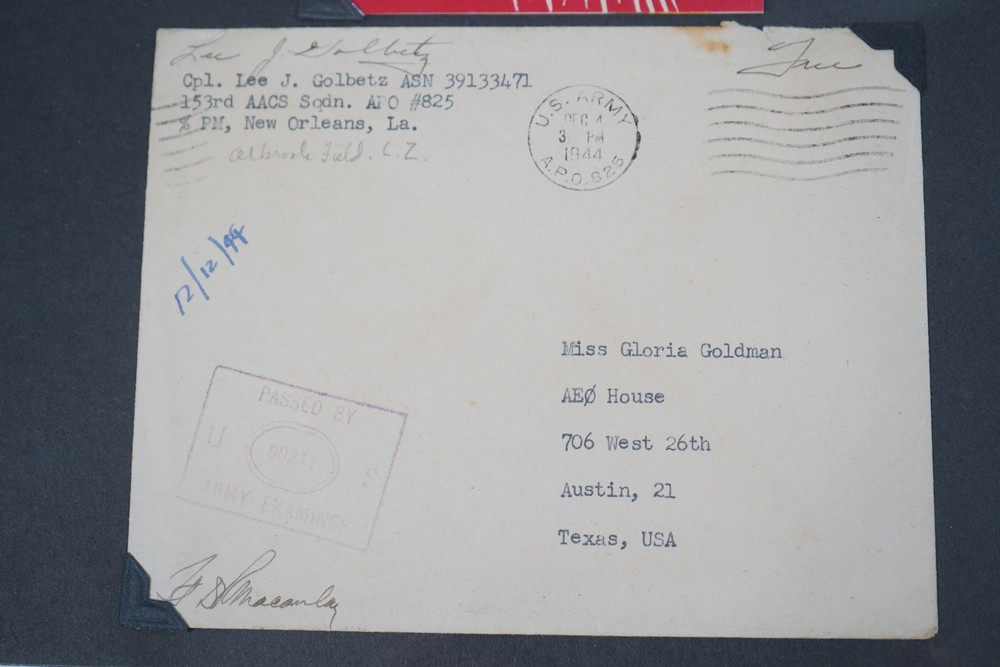 Lee J Golbetz
Cpl. Lee J. Golbetz ASN 39133471
153rd AACS Sqdn. APO #825
% PM, New Orleans, La.
Albrook Field. C.Z.
Free
U.S. ARMY
DEC 4
3 PM
1944
A.P.O. 825
12/12/44
Miss Gloria Goldman
AEØ House
706 West 26th
Austin, 21
Texas, USA
PASSED BY
U S
ARMY EXAMINER
Macaulay